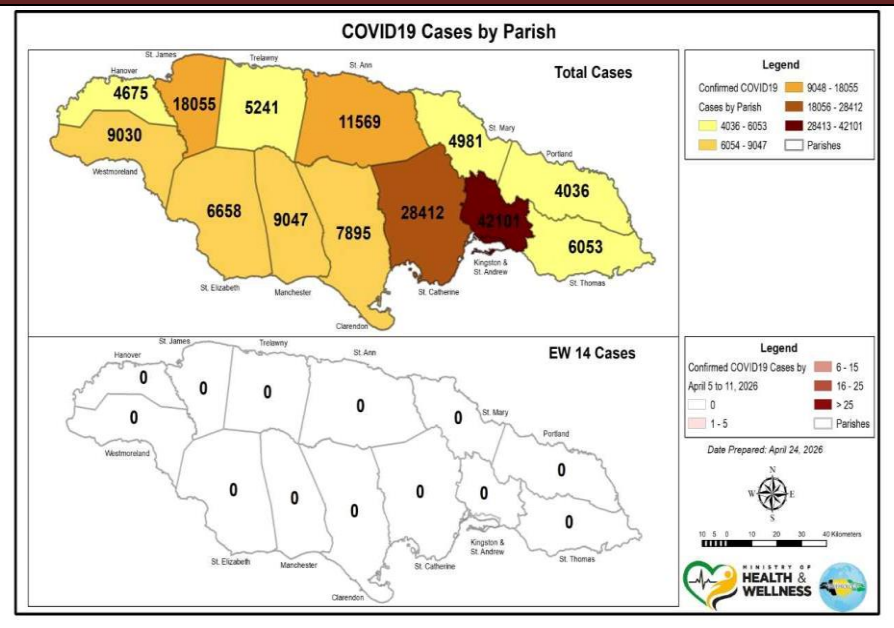 COVID19 Cases by Parish
Total Cases
St. James
Trelawny
St. Ann
Hanover
4675
18055
5241
11569
9030
4981
St. Mary
Portland
Westmoreland
4036
6658
9047
7895
28412
42101
6053
Kingston &
St. Andrew
St. Thomas
St. Elizabeth
Manchester
St. Catherine
Clarendon
Legend
Confirmed COVID19
Cases by Parish
4036 - 6053
6054 - 9047
9048 - 18055
18056 - 28412
28413 - 42101
Parishes
EW 14 Cases
St. James
Trelawny
St. Ann
Hanover
0
0
0
0
0
0
St. Mary
Portland
Westmoreland
0
0
0
0
0
0
0
0
Kingston &
St. Andrew
St. Thomas
St. Elizabeth
Manchester
St. Catherine
Clarendon
Legend
Confirmed COVID19 Cases by
April 5 to 11, 2026
0
1 - 5
6 - 15
16 - 25
> 25
Parishes
Date Prepared: April 24, 2026
N
W
E
S
10 5 0 10 20 30 40 Kilometers
MINISTRY OF
HEALTH &
WELLNESS